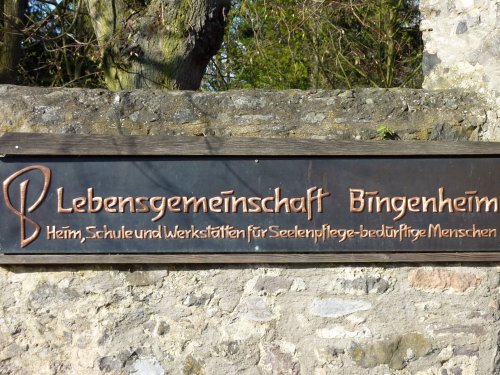 Lebensgemeinschaft Bingenheim
Heim, Schule und Werkstätten für Seelenpflege-bedürftige Menschen